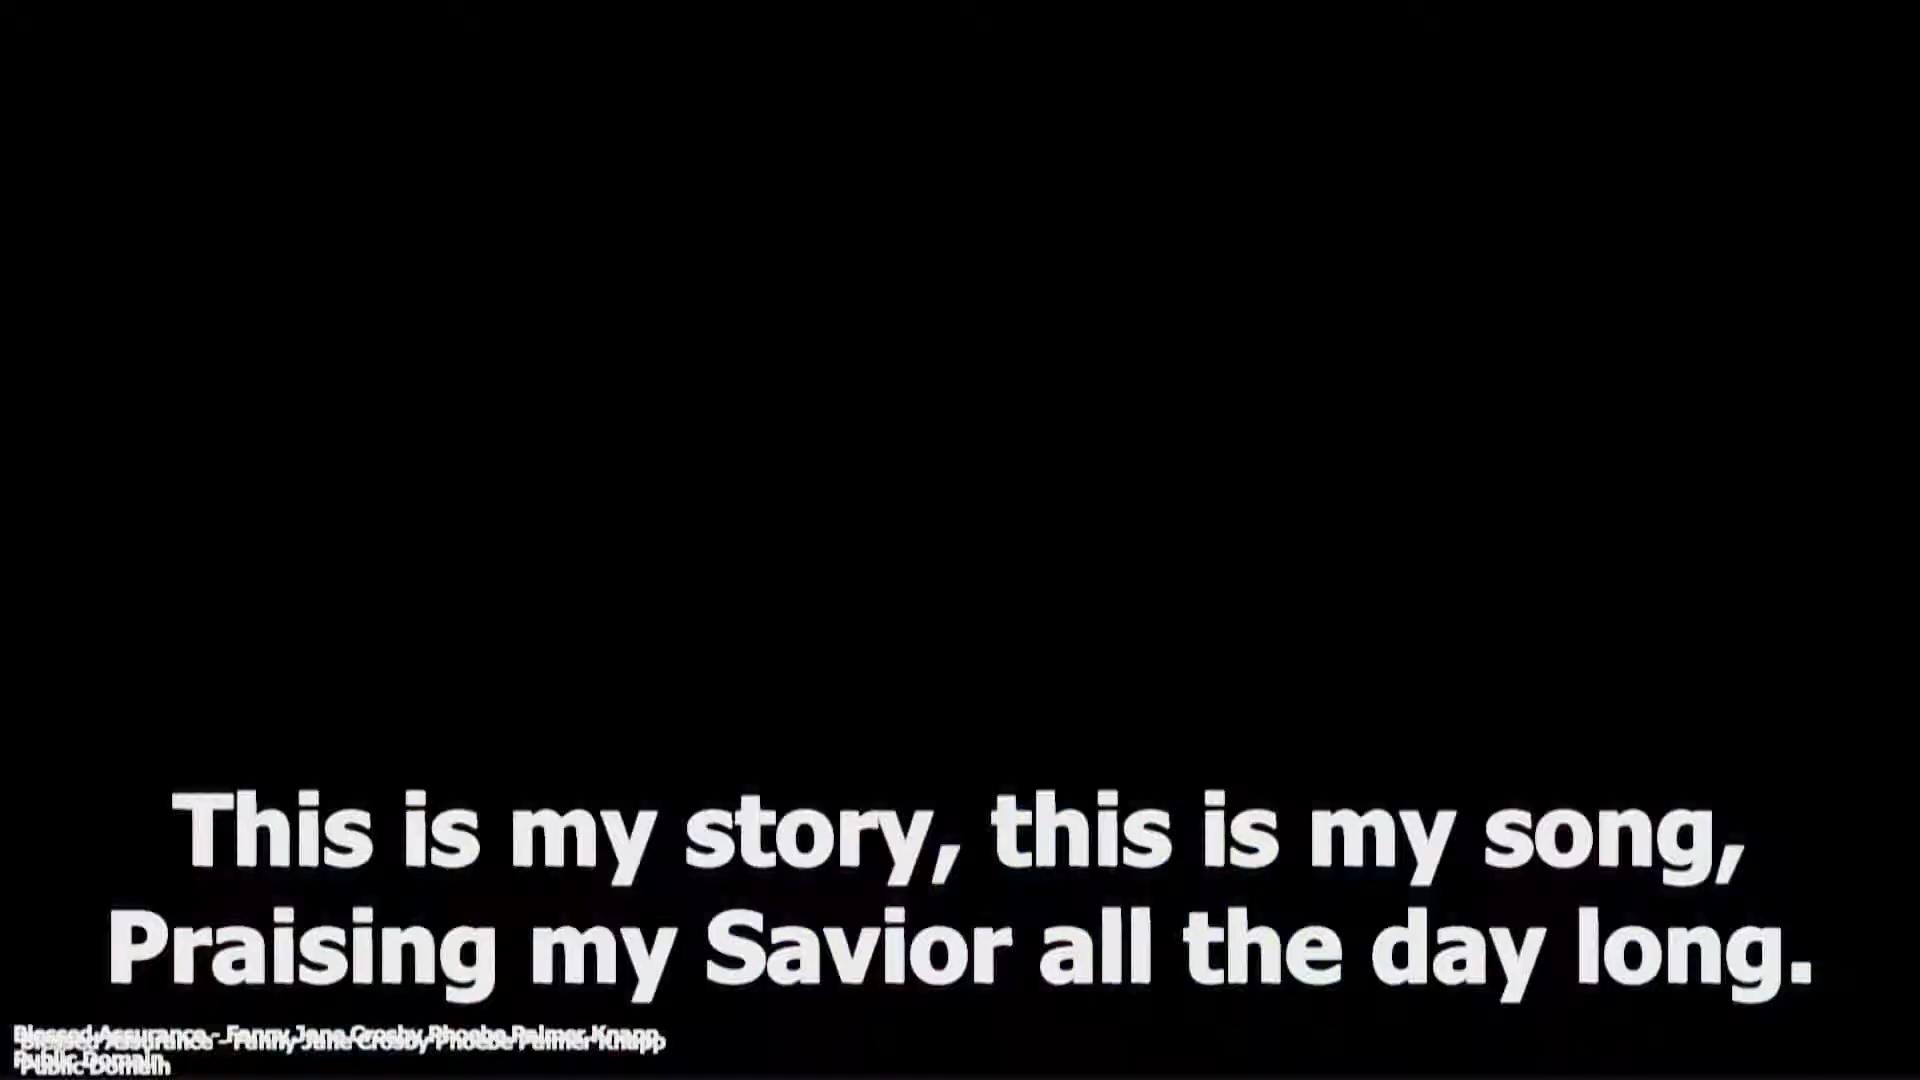 This is my story, this is my song,
Praising my Savior all the day long.
Blessed Assurance - Fanny Jane Crosby Phoebe Palmer Knapp
Public Domain